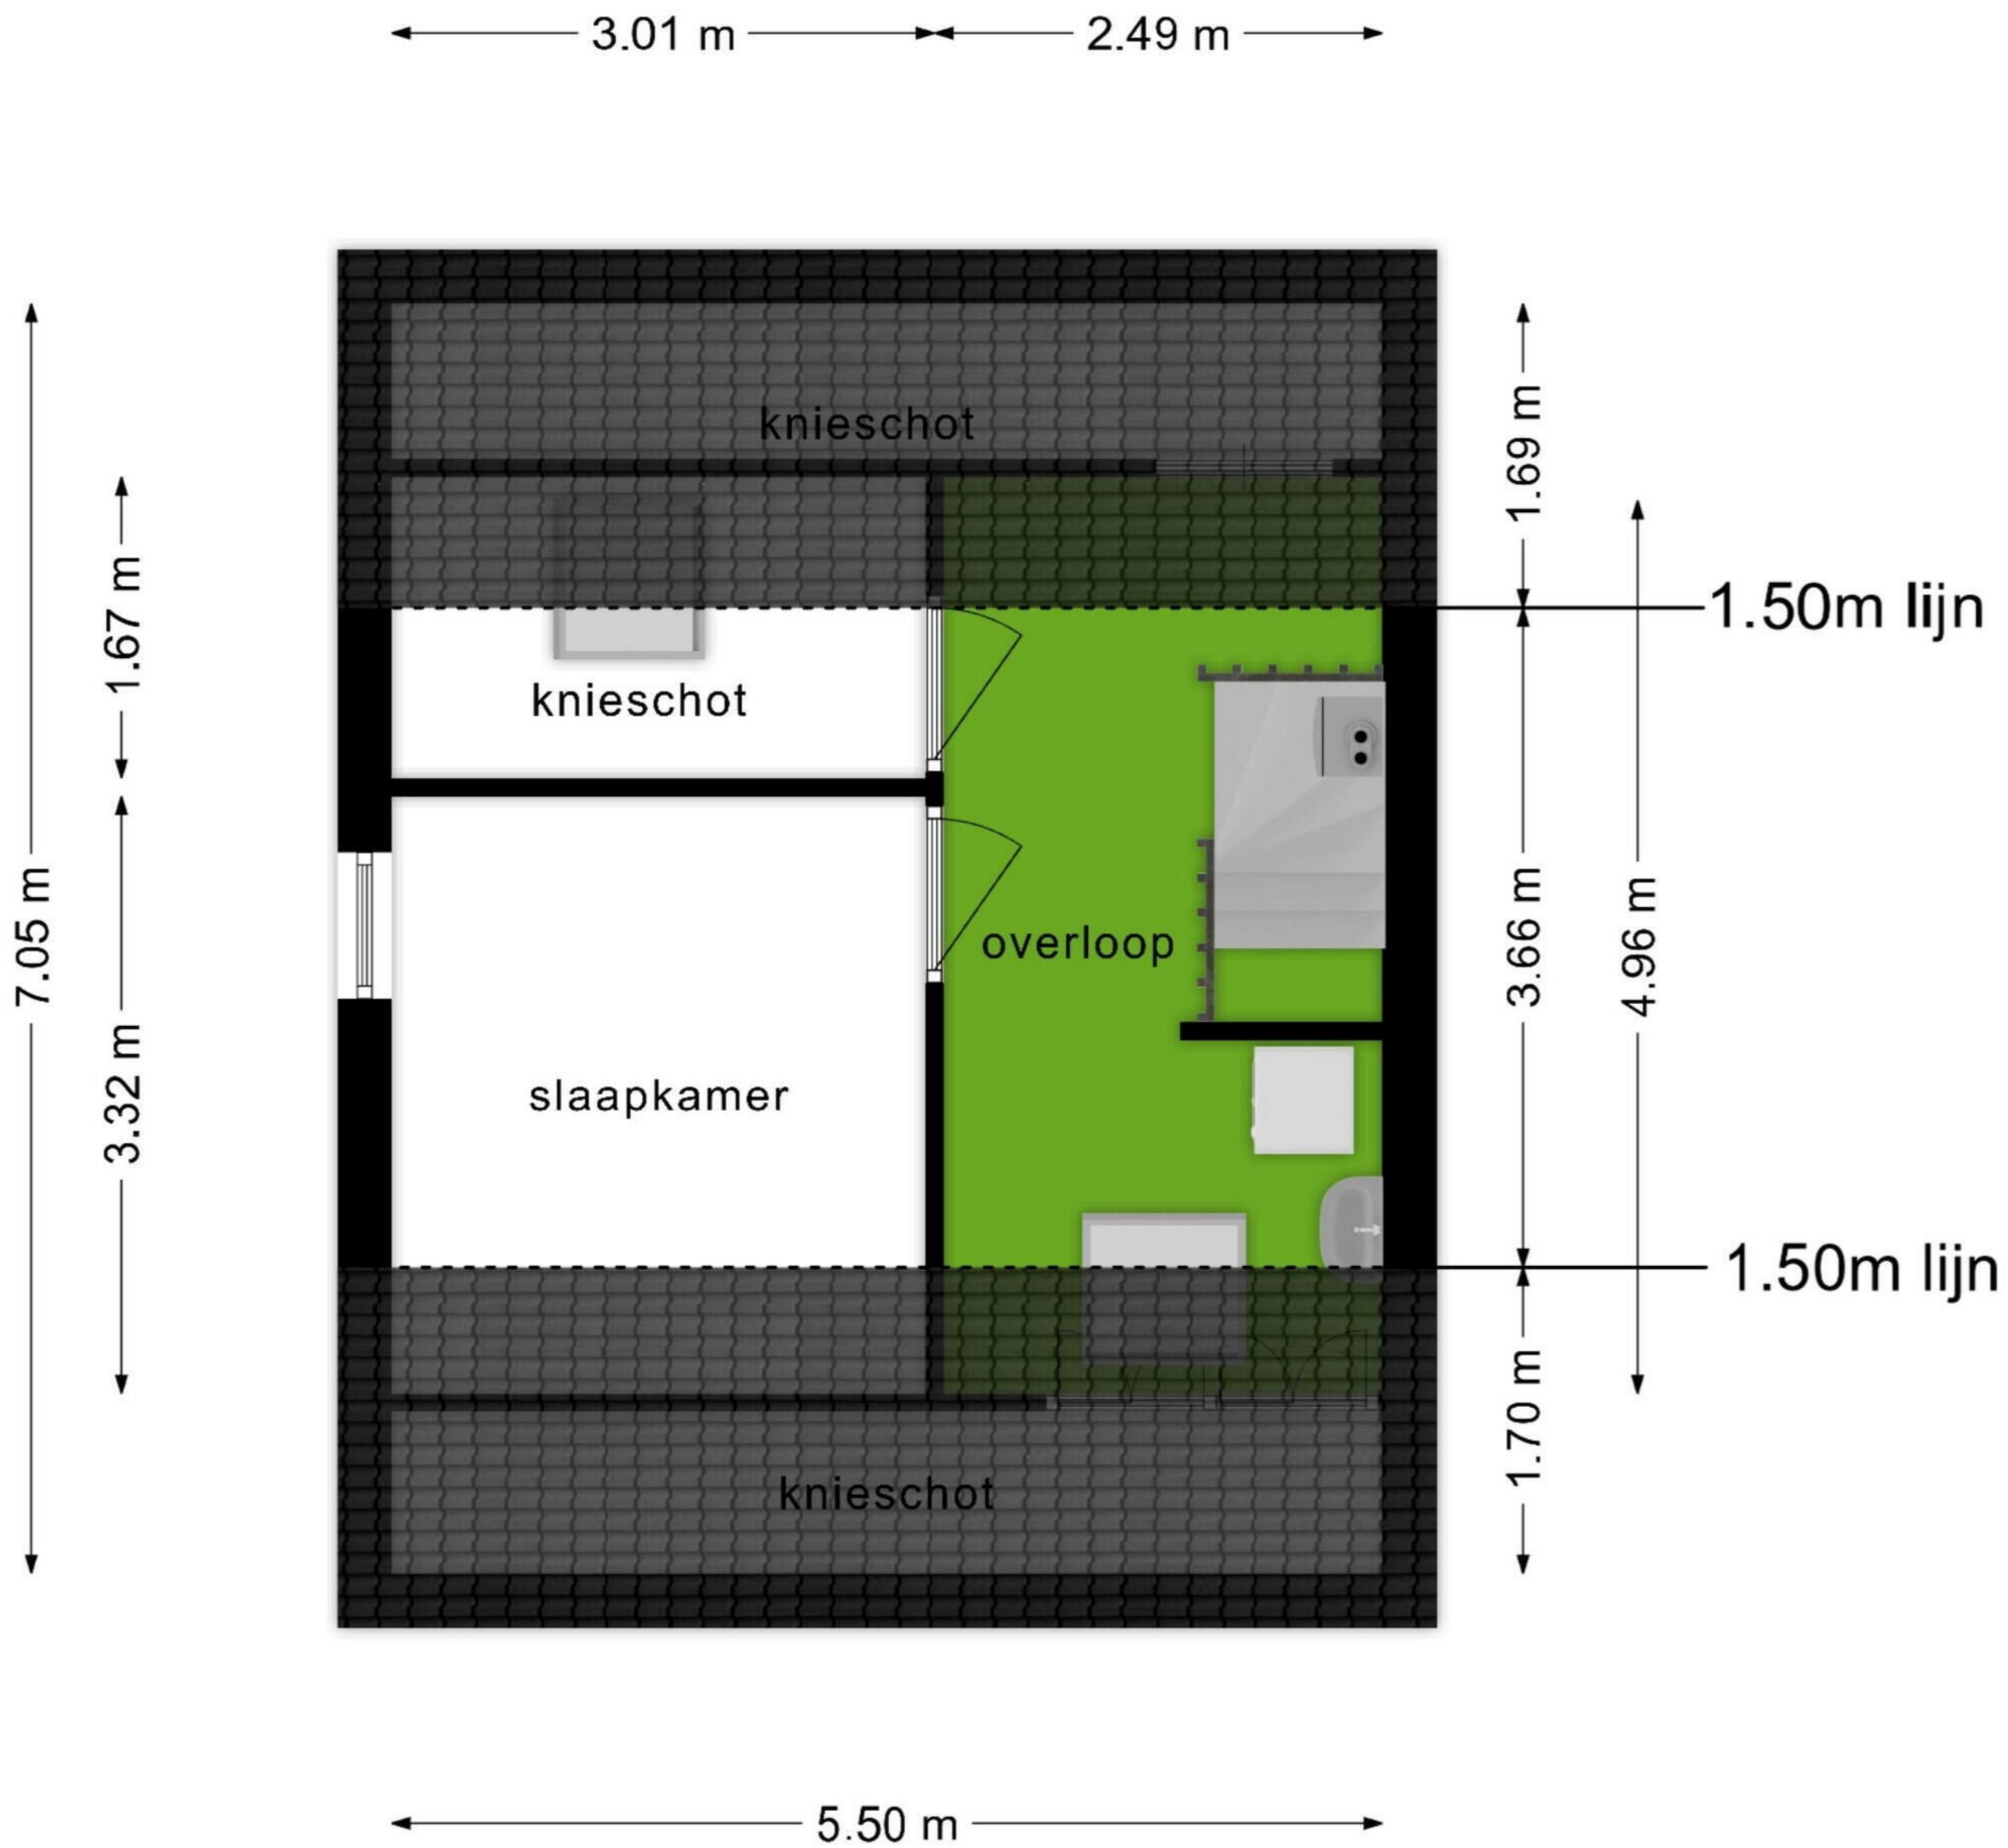 3.01 m
2.49 m
knieschot
1.69 m
1.50m lijn
1.67 m
knieschot
7.05 m
3.66 m
4.96 m
overloop
3.32 m
slaapkamer
1.50m lijn
1.70 m
knieschot
5.50 m